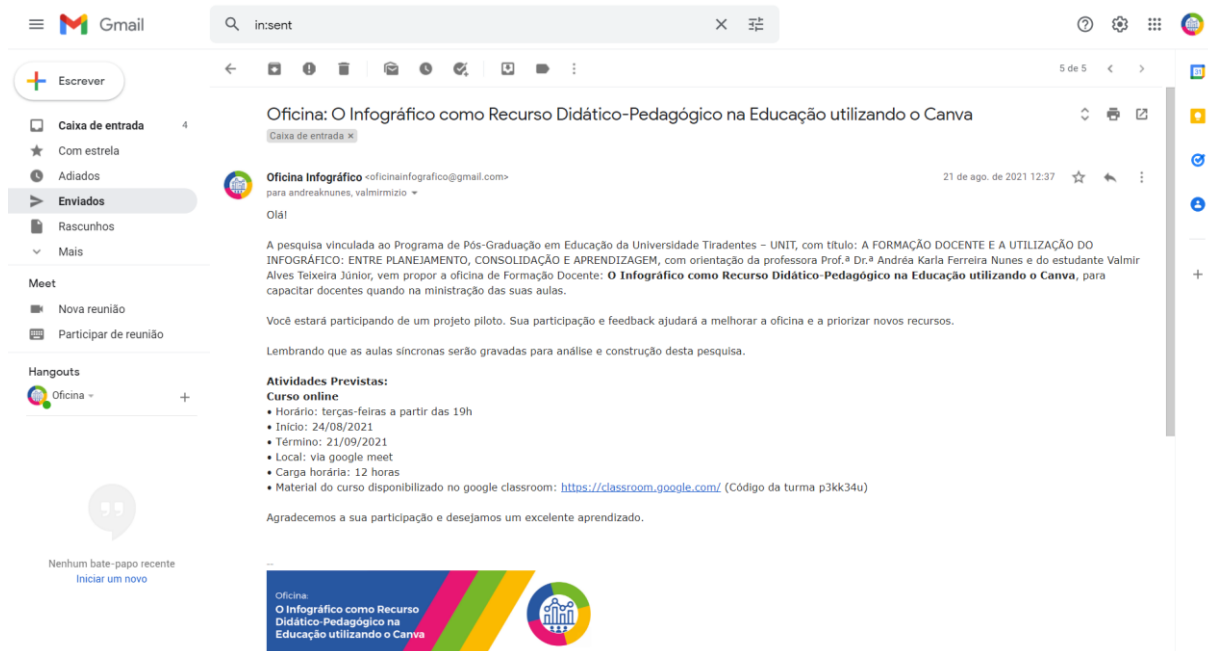 Gmail
in:sent
Escrever
5 de 5
31
Caixa de entrada 4
Com estrela
Adiados
Enviados
Rascunhos
Mais
Meet
Nova reunião
Participar de reunião
Hangouts
Oficina
Nenhum bate-papo recente
Iniciar um novo
Oficina: O Infográfico como Recurso Didático-Pedagógico na Educação utilizando o Canva
Caixa de entrada ×
Oficina Infográfico <oficinainfografico@gmail.com>
21 de ago. de 2021 12:37
para andreaknunes, valmirmizio
Olá!
A pesquisa vinculada ao Programa de Pós-Graduação em Educação da Universidade Tiradentes – UNIT, com título: A FORMAÇÃO DOCENTE E A UTILIZAÇÃO DO
INFOGRÁFICO: ENTRE PLANEJAMENTO, CONSOLIDAÇÃO E APRENDIZAGEM, com orientação da professora Prof.ª Dr.ª Andréa Karla Ferreira Nunes e do estudante Valmir
Alves Teixeira Júnior, vem propor a oficina de Formação Docente: O Infográfico como Recurso Didático-Pedagógico na Educação utilizando o Canva, para
capacitar docentes quando na ministração das suas aulas.
Você estará participando de um projeto piloto. Sua participação e feedback ajudará a melhorar a oficina e a priorizar novos recursos.
Lembrando que as aulas síncronas serão gravadas para análise e construção desta pesquisa.
Atividades Previstas:
Curso online
• Horário: terças-feiras a partir das 19h
• Início: 24/08/2021
• Término: 21/09/2021
• Local: via google meet
• Carga horária: 12 horas
• Material do curso disponibilizado no google classroom: https://classroom.google.com/ (Código da turma p3kk34u)
Agradecemos a sua participação e desejamos um excelente aprendizado.
--
Oficina:
O Infográfico como Recurso
Didático-Pedagógico na
Educação utilizando o Canva